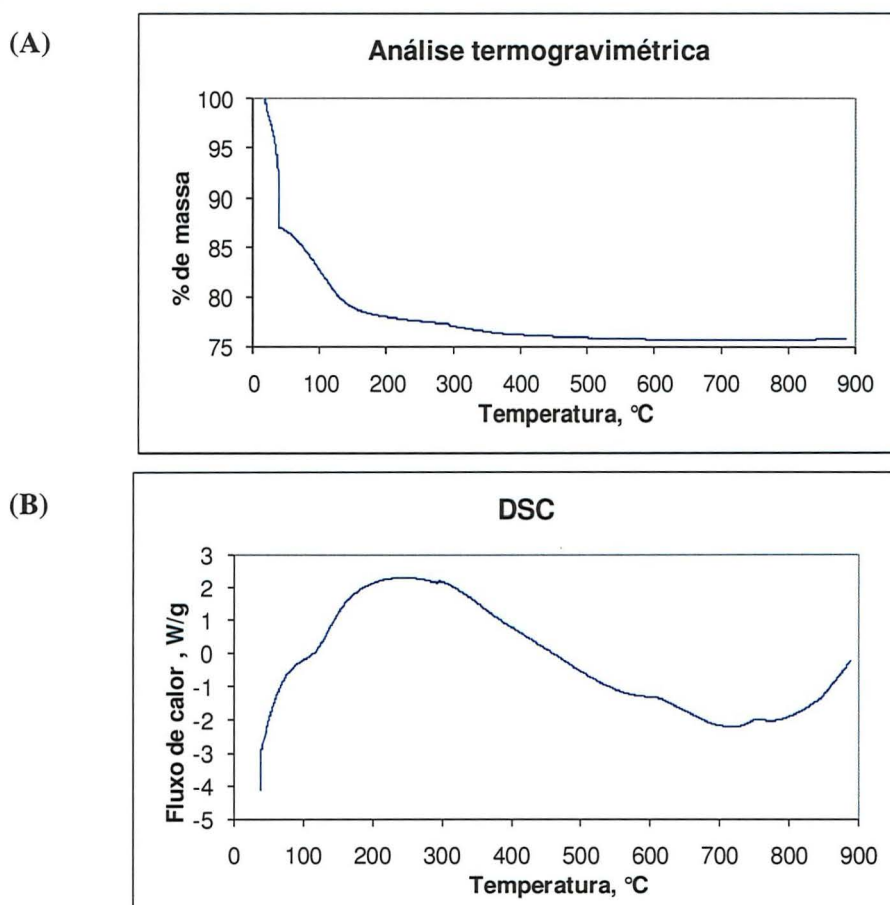 (A)
Análise termogravimétrica
100
95
90
85
80
75
% de massa
0 100 200 300 400 500 600 700 800 900
Temperatura, °C
(B)
DSC
3
2
1
0
-1
-2
-3
-4
-5
Fluxo de calor , W/g
0 100 200 300 400 500 600 700 800 900
Temperatura, °C